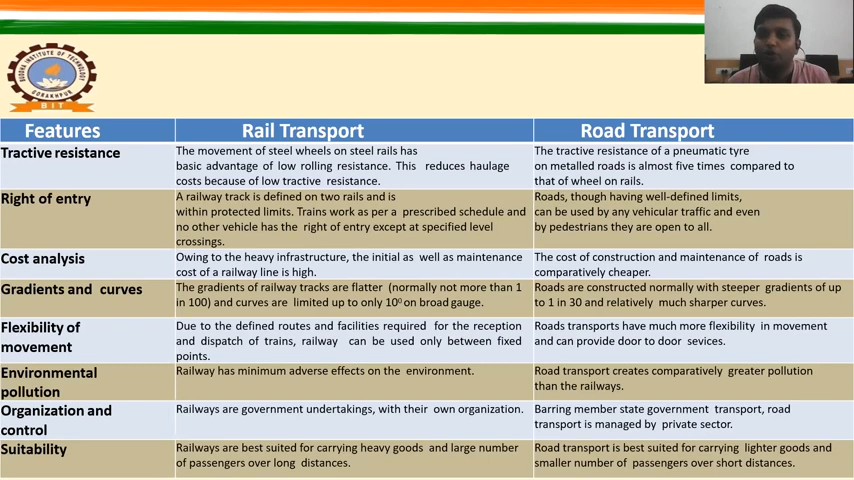 BUDDHA INSTITUTE OF TECHNOLOGY
GORAKHPUR
BIT
Features Rail Transport Road Transport
Tractive resistance
The movement of steel wheels on steel rails has
basic advantage of low rolling resistance. This reduces haulage
costs because of low tractive resistance.
The tractive resistance of a pneumatic tyre
on metalled roads is almost five times compared to
that of wheel on rails.
Right of entry
A railway track is defined on two rails and is
within protected limits. Trains work as per a prescribed schedule and
no other vehicle has the right of entry except at specified level
crossings.
Roads, though having well-defined limits,
can be used by any vehicular traffic and even
by pedestrians they are open to all.
Cost analysis
Owing to the heavy infrastructure, the initial as well as maintenance
cost of a railway line is high.
The cost of construction and maintenance of roads is
comparatively cheaper.
Gradients and curves
The gradients of railway tracks are flatter (normally not more than 1
in 100) and curves are limited up to only 10⁰ on broad gauge.
Roads are constructed normally with steeper gradients of up
to 1 in 30 and relatively much sharper curves.
Flexibility of
movement
Due to the defined routes and facilities required for the reception
and dispatch of trains, railway can be used only between fixed
points.
Roads transports have much more flexibility in movement
and can provide door to door sevices.
Environmental
pollution
Railway has minimum adverse effects on the environment.
Road transport creates comparatively greater pollution
than the railways.
Organization and
control
Railways are government undertakings, with their own organization.
Barring member state government transport, road
transport is managed by private sector.
Suitability
Railways are best suited for carrying heavy goods and large number
of passengers over long distances.
Road transport is best suited for carrying lighter goods and
smaller number of passengers over short distances.